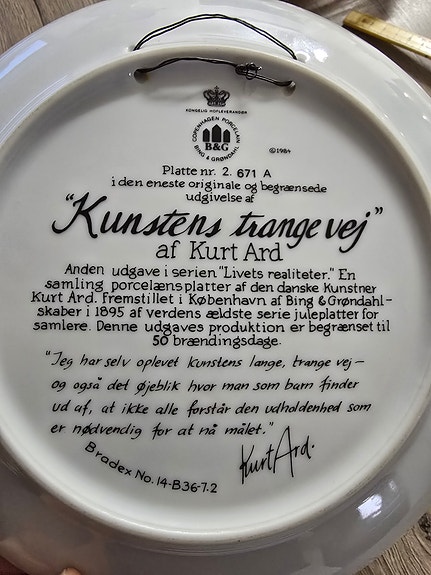 KONGELIG HOFLEVERANDØR
COPENHAGEN PORCELAIN
B&G
BING & GRØNDAHL
©1984
Platte nr. 2. 671 A
i den eneste originale og begrænsede
udgivelse af
"Kunstens trange vej"
af Kurt Ard
Anden udgave i serien "Livets realiteter." En
samling porcelænsplatter af den danske Kunstner
Kurt Ard. Fremstillet i København af Bing & Grøndahl-
skaber i 1895 af verdens ældste serie juleplatter for
samlere. Denne udgaves produktion er begrænset til
50 brændingsdage.
"Jeg har selv oplevet kunstens lange, trange vej —
og også det øjeblik hvor man som barn finder
ud af, at ikke alle forstår den udholdenhed som
er nødvendig for at nå målet."
Kurt Ard.
Bradex No. 14-B36-7.2